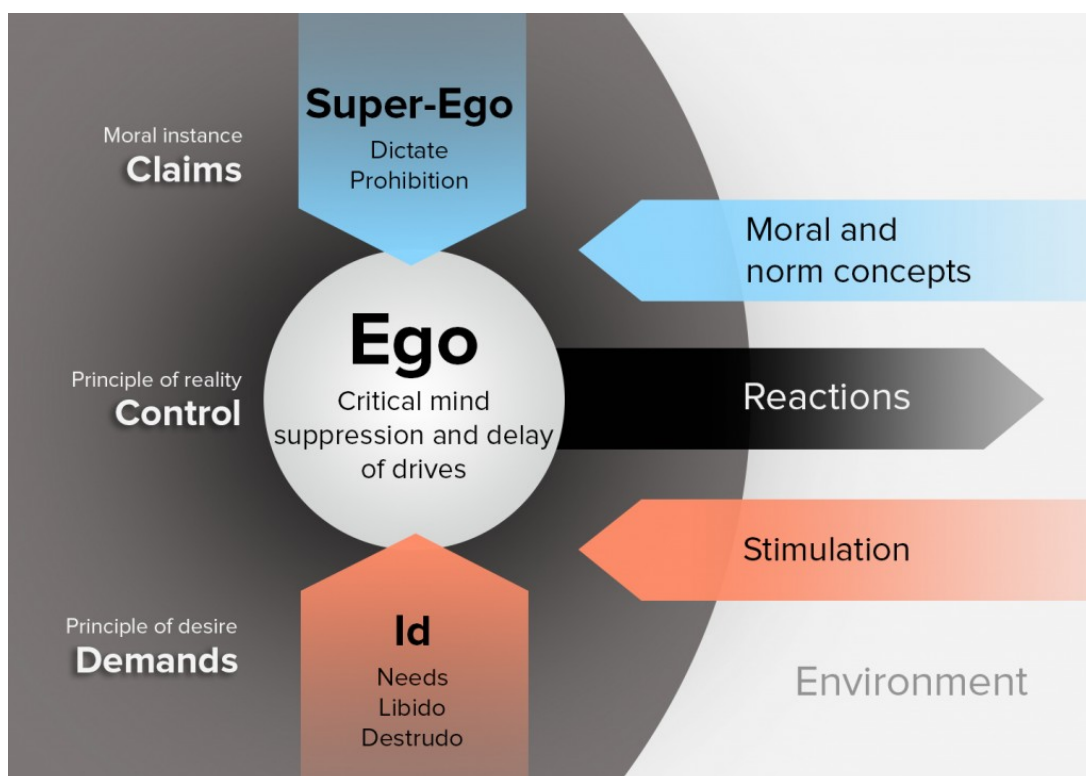 Super-Ego
Dictate
Prohibition
Moral instance
Claims
Moral and
norm concepts
Ego
Critical mind
suppression and delay
of drives
Principle of reality
Control
Reactions
Stimulation
Id
Needs
Libido
Destrudo
Principle of desire
Demands
Environment